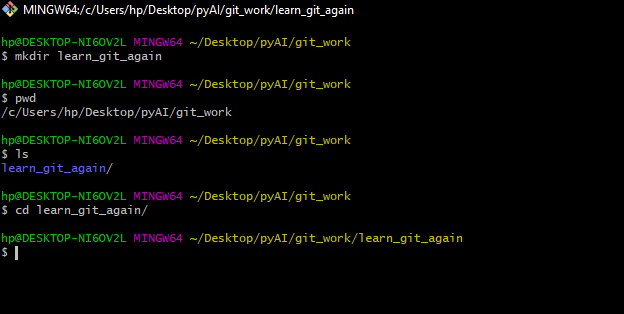 MINGW64:/c/Users/hp/Desktop/pyAI/git_work/learn_git_again
hp@DESKTOP-NI6OV2L MINGW64 ~/Desktop/pyAI/git_work
$ mkdir learn_git_again
hp@DESKTOP-NI6OV2L MINGW64 ~/Desktop/pyAI/git_work
$ pwd
/c/Users/hp/Desktop/pyAI/git_work
hp@DESKTOP-NI6OV2L MINGW64 ~/Desktop/pyAI/git_work
$ ls
learn_git_again/
hp@DESKTOP-NI6OV2L MINGW64 ~/Desktop/pyAI/git_work
$ cd learn_git_again/
hp@DESKTOP-NI6OV2L MINGW64 ~/Desktop/pyAI/git_work/learn_git_again
$